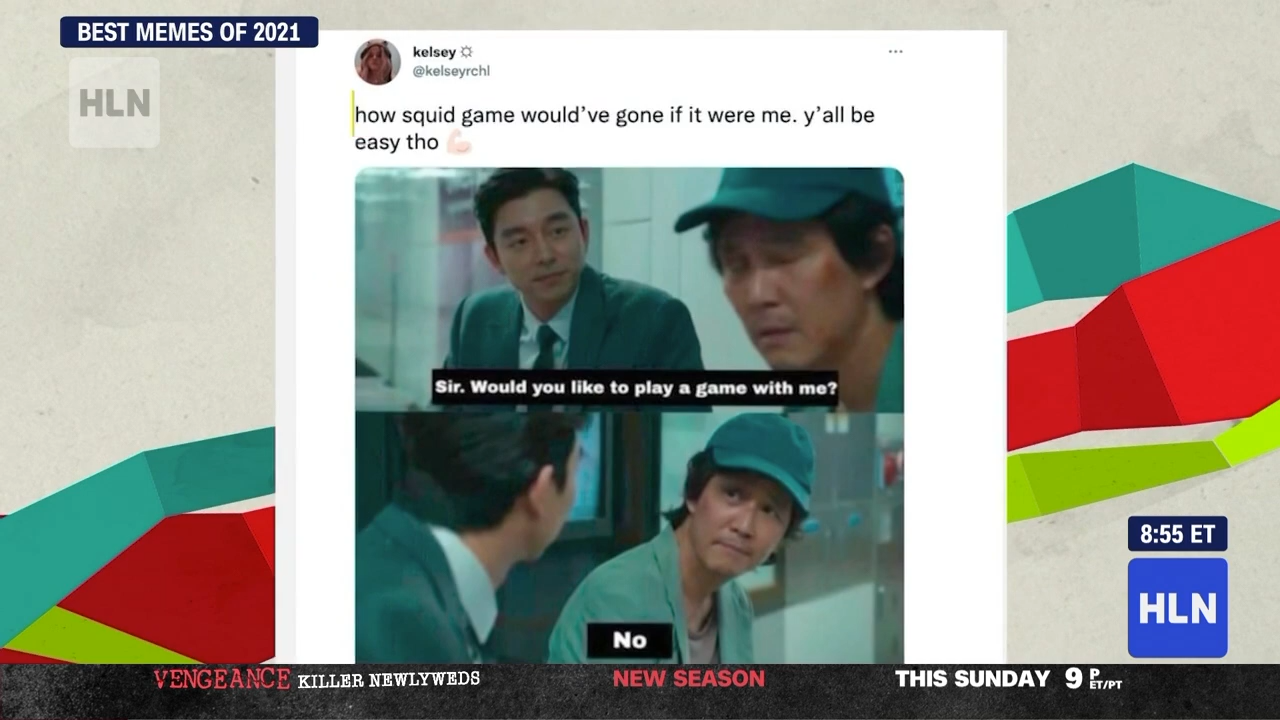 BEST MEMES OF 2021
HLN
kelsey
@kelseyrchl
how squid game would’ve gone if it were me. y’all be
easy tho 💪🏻
Sir. Would you like to play a game with me?
No
8:55 ET
HLN
VENGEANCE KILLER NEWLYWEDS NEW SEASON THIS SUNDAY 9 P ET/PT